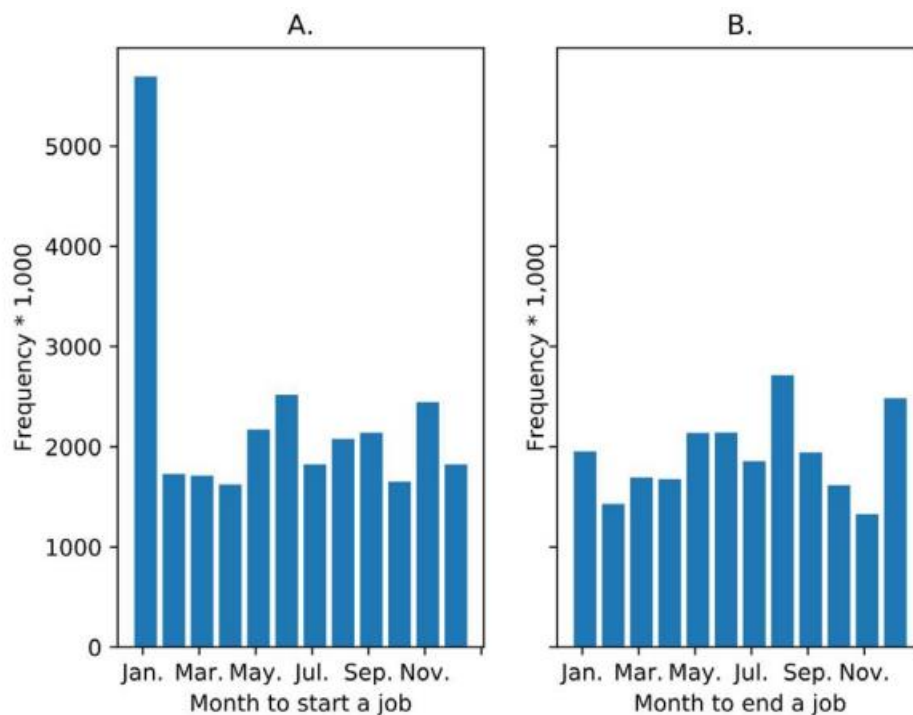 A.
Frequency * 1,000
5000
4000
3000
2000
1000
0
Jan. Mar. May. Jul. Sep. Nov.
Month to start a job
B.
Frequency * 1,000
Jan. Mar. May. Jul. Sep. Nov.
Month to end a job